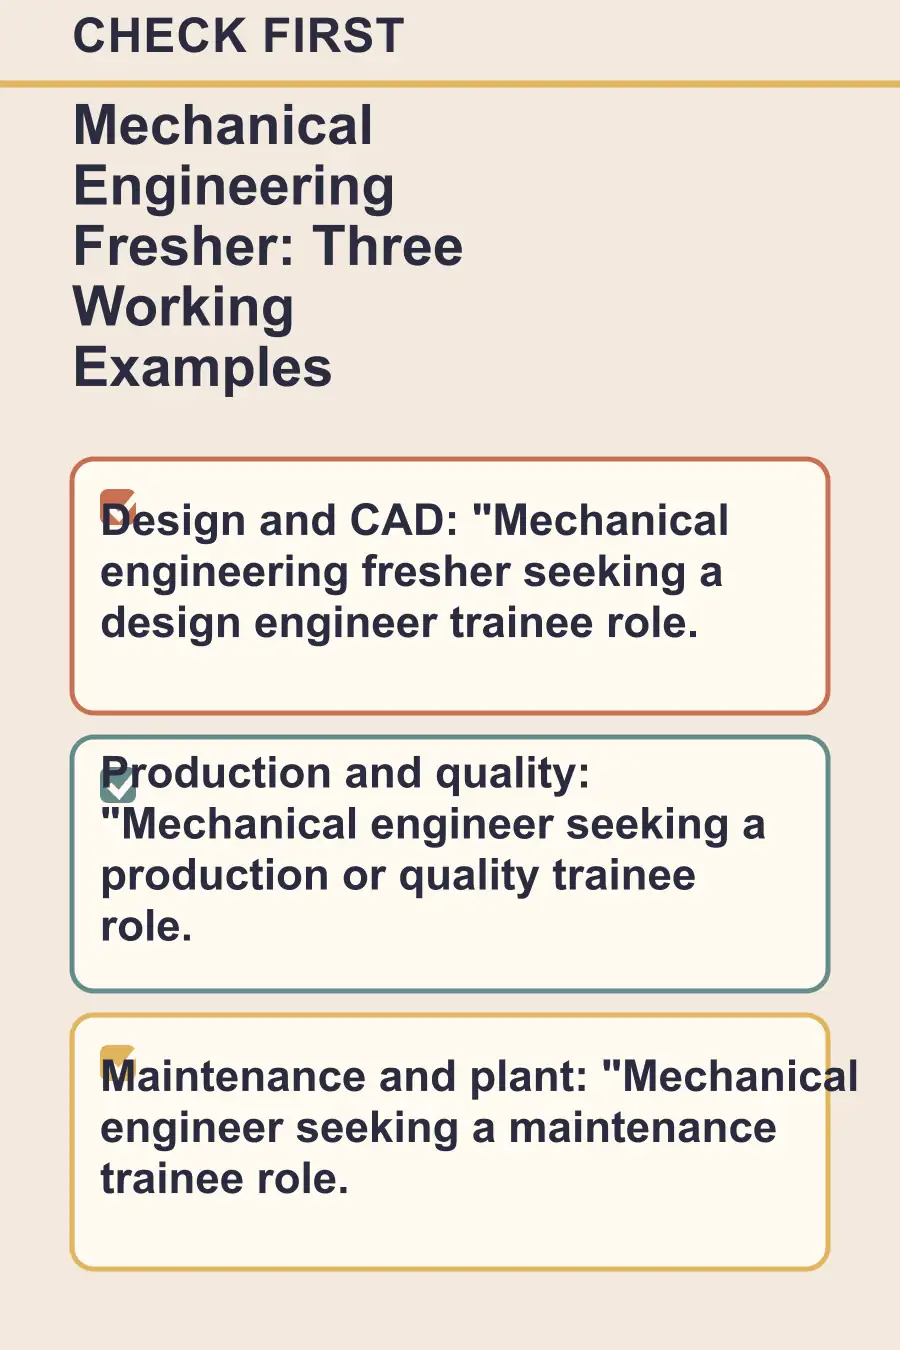 CHECK FIRST
Mechanical
Engineering
Fresher: Three
Working
Examples
Design and CAD: "Mechanical
engineering fresher seeking a
design engineer trainee role.
Production and quality:
"Mechanical engineer seeking a
production or quality trainee
role.
Maintenance and plant: "Mechanical
engineer seeking a maintenance
trainee role.